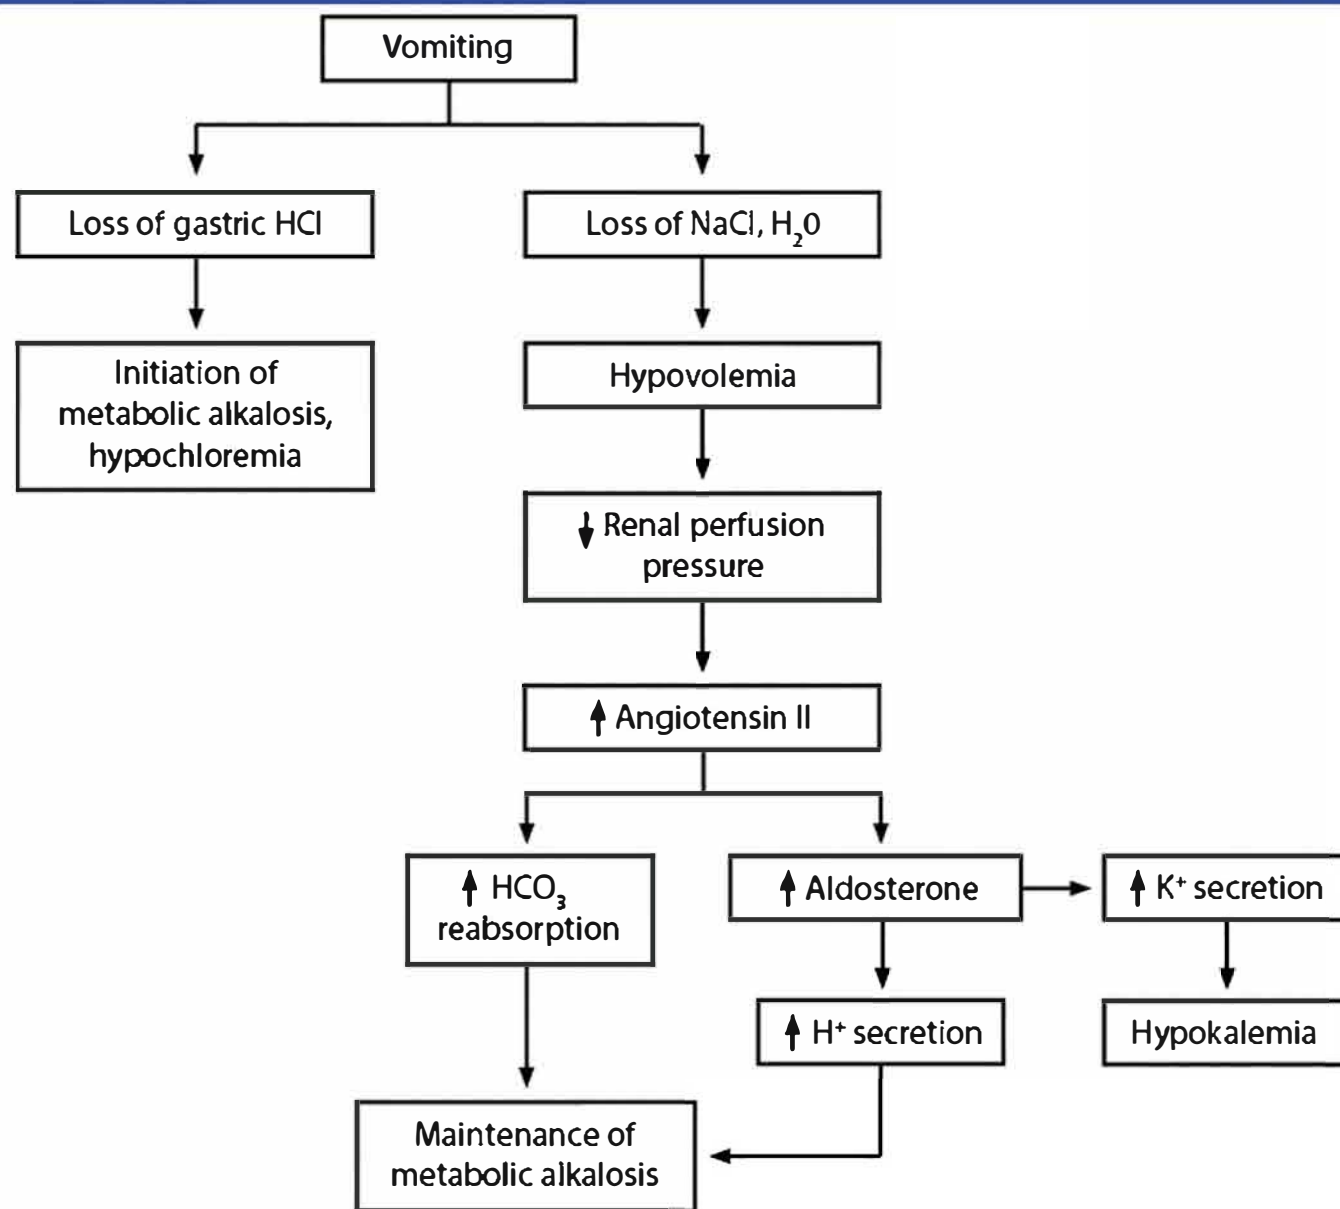 Vomiting
Loss of gastric HCl
Loss of NaCl, H₂0
Initiation of
metabolic alkalosis,
hypochloremia
Hypovolemia
↓ Renal perfusion
pressure
↑ Angiotensin II
↑ HCO₃
reabsorption
↑ Aldosterone
↑ K⁺ secretion
↑ H⁺ secretion
Hypokalemia
Maintenance of
metabolic alkalosis